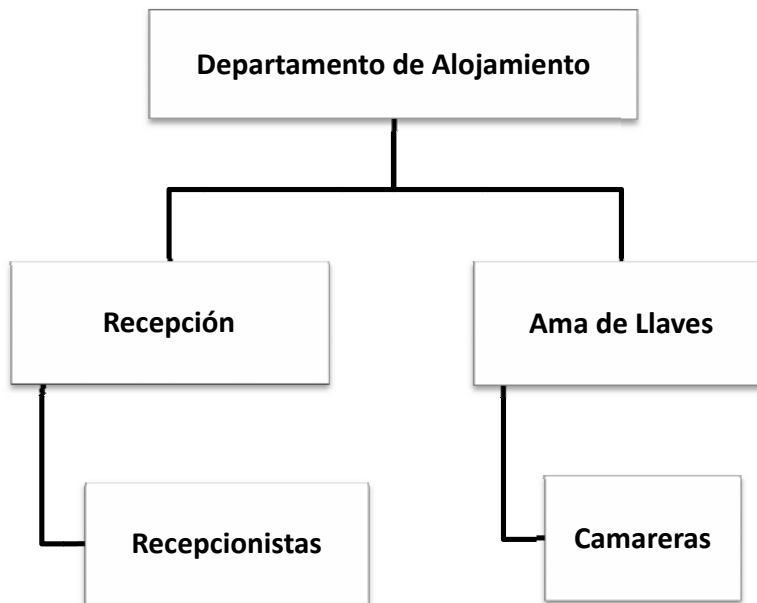 Departamento de Alojamiento
Recepción
Ama de Llaves
Recepcionistas
Camareras